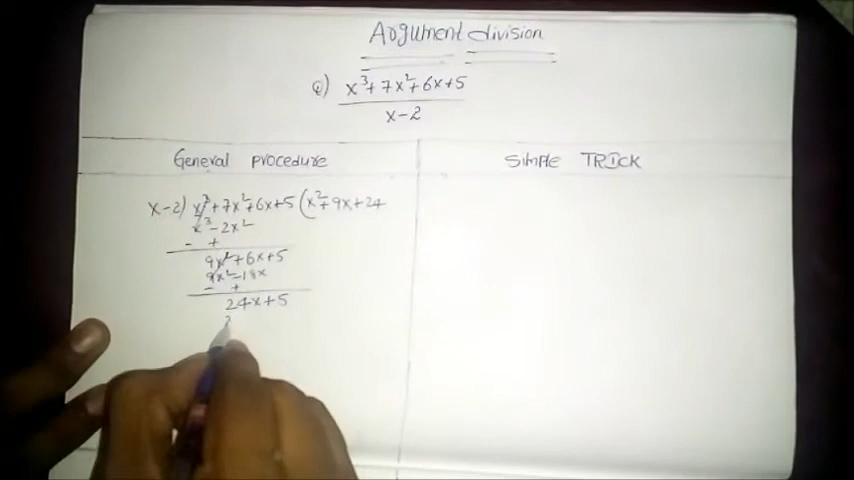 Argument division
Q) x³+7x²+6x+5
x-2
General procedure
x-2) x³+7x²+6x+5 (x²+9x+24
x³-2x²
- +
9x²+6x+5
9x²-18x
- +
24x+5
2
Simple TRICK